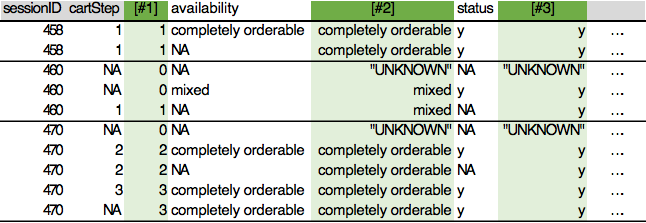 sessionID cartStep [#1] availability [#2] status [#3]
458 1 1 completely orderable completely orderable y y ...
458 1 1 NA completely orderable y y ...
460 NA 0 NA "UNKNOWN" NA "UNKNOWN" ...
460 NA 0 mixed mixed y y ...
460 1 1 NA mixed NA y ...
470 NA 0 NA "UNKNOWN" NA "UNKNOWN" ...
470 2 2 completely orderable completely orderable y y ...
470 2 2 NA completely orderable NA y ...
470 3 3 completely orderable completely orderable y y ...
470 NA 3 completely orderable completely orderable y y ...